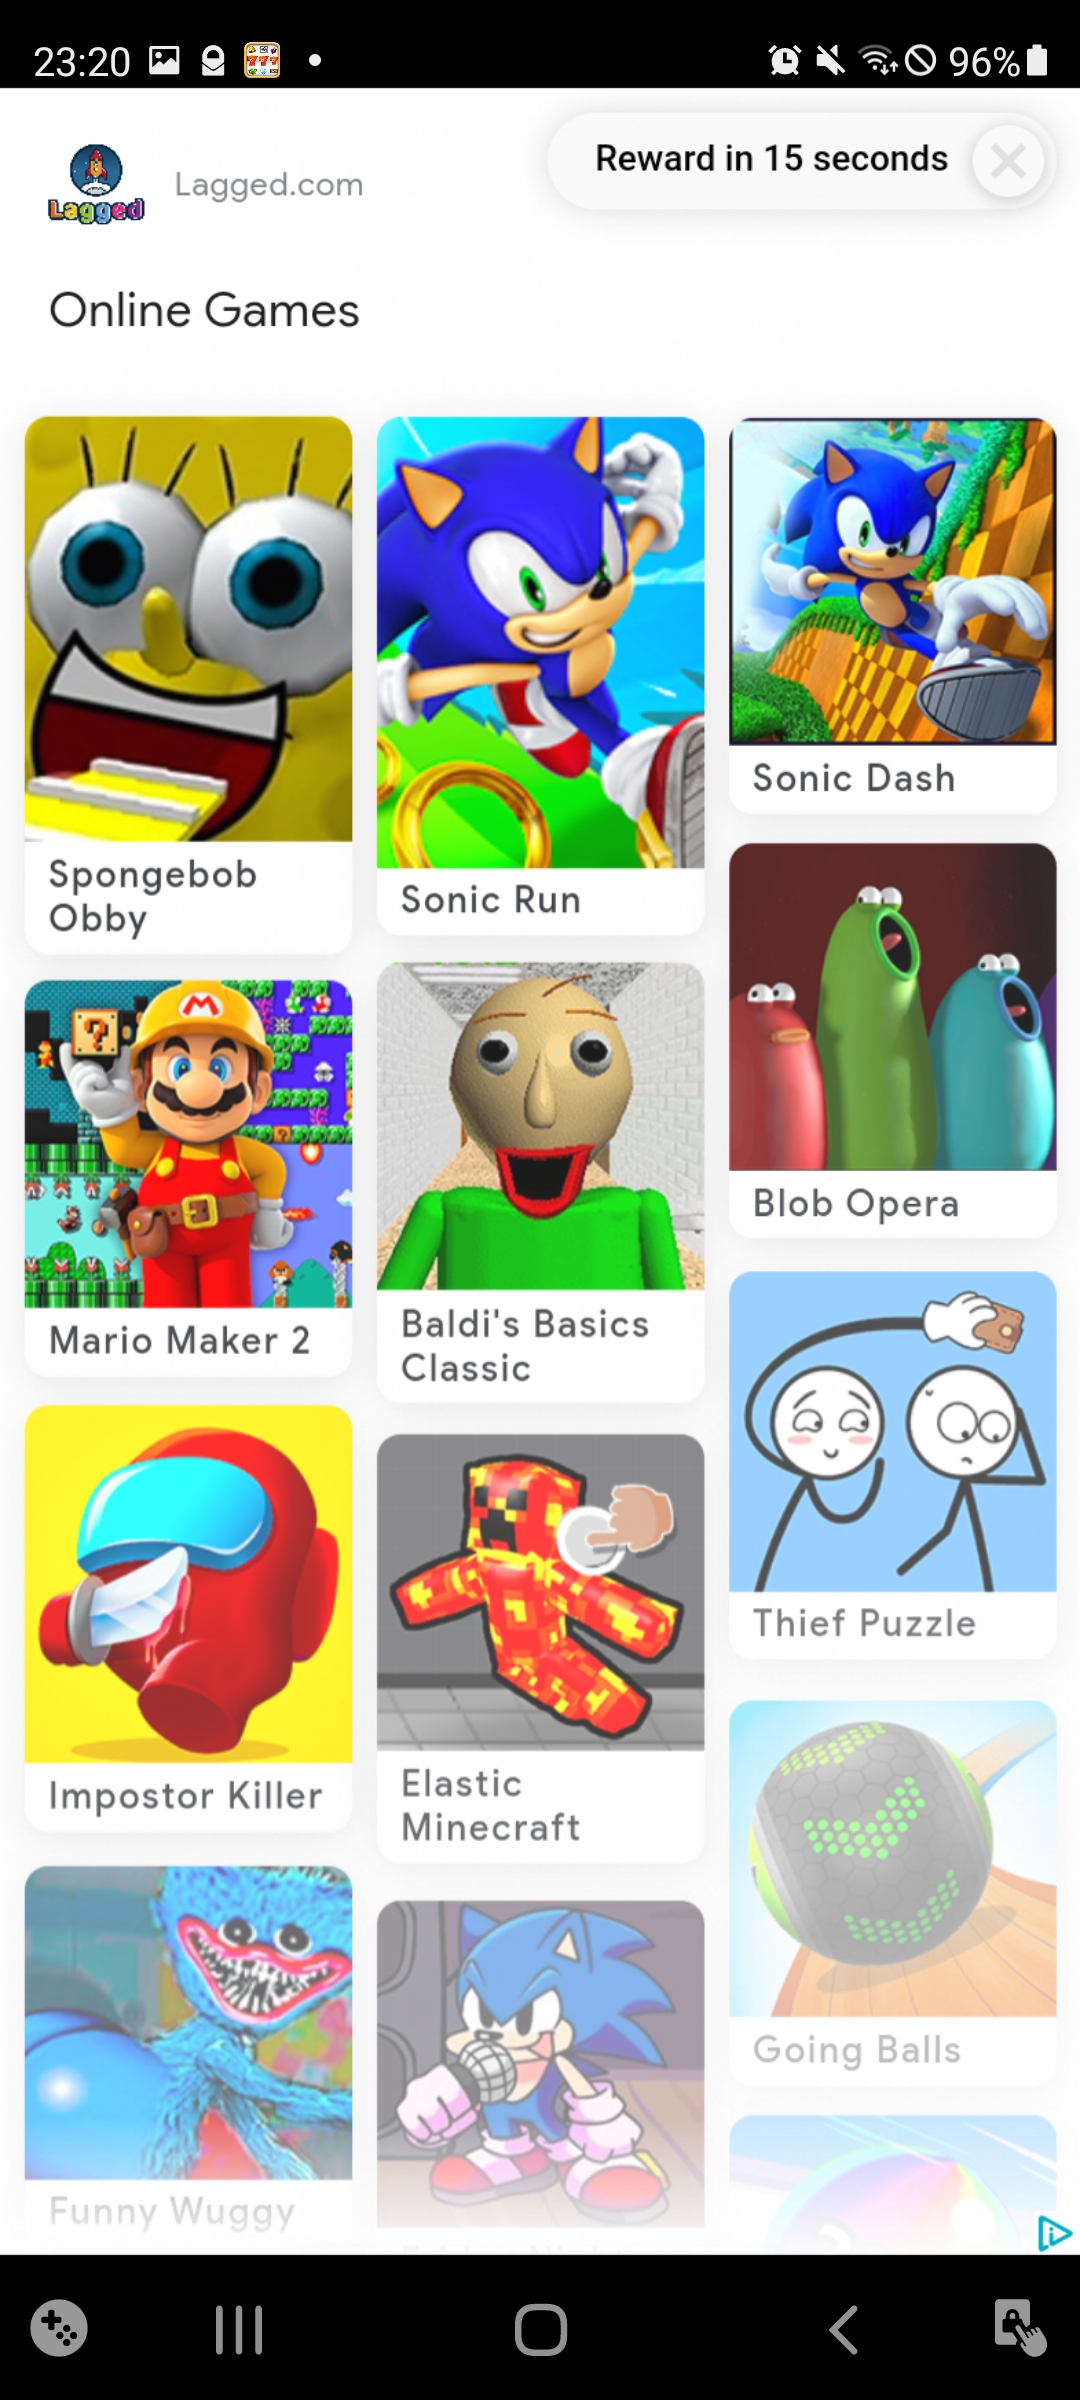 23:20
96%
Lagged
Lagged.com
Reward in 15 seconds
Online Games
Spongebob
Obby
Sonic Run
Sonic Dash
Mario Maker 2
Baldi's Basics
Classic
Blob Opera
Impostor Killer
Elastic
Minecraft
Thief Puzzle
Funny Wuggy
Going Balls